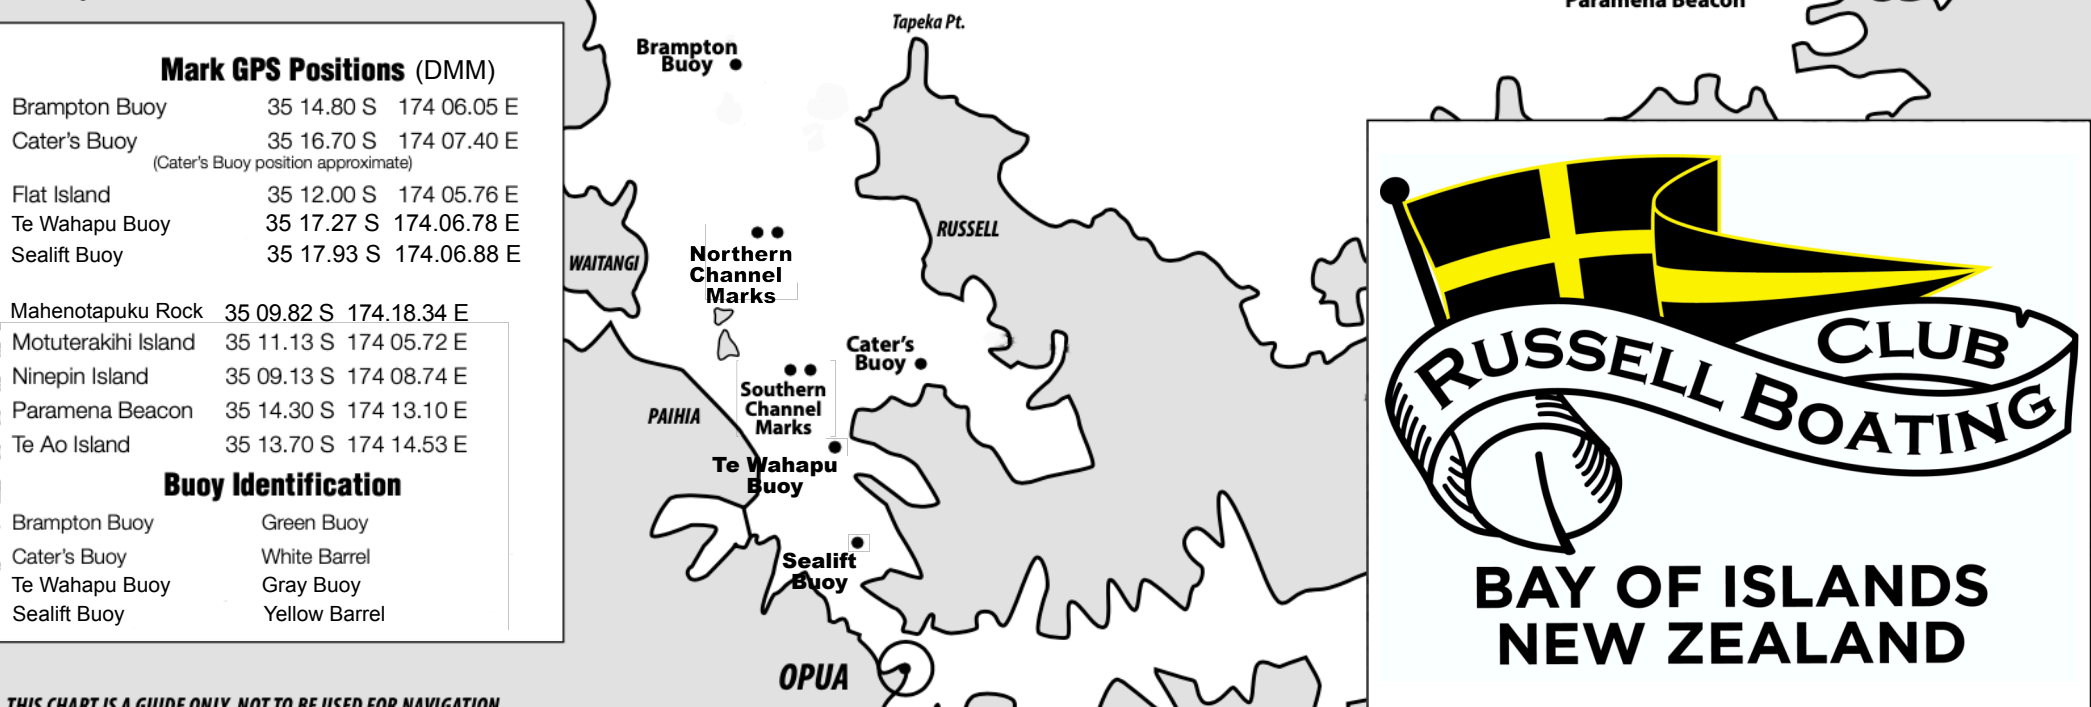 Paramena Beacon
Tapeka Pt.
Brampton
Buoy
Mark GPS Positions (DMM)
Brampton Buoy 35 14.80 S 174 06.05 E
Cater's Buoy 35 16.70 S 174 07.40 E
(Cater's Buoy position approximate)
Flat Island 35 12.00 S 174 05.76 E
Te Wahapu Buoy 35 17.27 S 174.06.78 E
Sealift Buoy 35 17.93 S 174.06.88 E
Mahenotapuku Rock 35 09.82 S 174.18.34 E
Motuterakihi Island 35 11.13 S 174 05.72 E
Ninepin Island 35 09.13 S 174 08.74 E
Paramena Beacon 35 14.30 S 174 13.10 E
Te Ao Island 35 13.70 S 174 14.53 E
Buoy Identification
Brampton Buoy Green Buoy
Cater's Buoy White Barrel
Te Wahapu Buoy Gray Buoy
Sealift Buoy Yellow Barrel
THIS CHART IS A GUIDE ONLY, NOT TO BE USED FOR NAVIGATION
RUSSELL
WAITANGI
Northern
Channel
Marks
Cater's
Buoy
Southern
Channel
Marks
PAIHIA
Te Wahapu
Buoy
Sealift
Buoy
OPUA
RUSSELL BOATING
CLUB
BAY OF ISLANDS
NEW ZEALAND